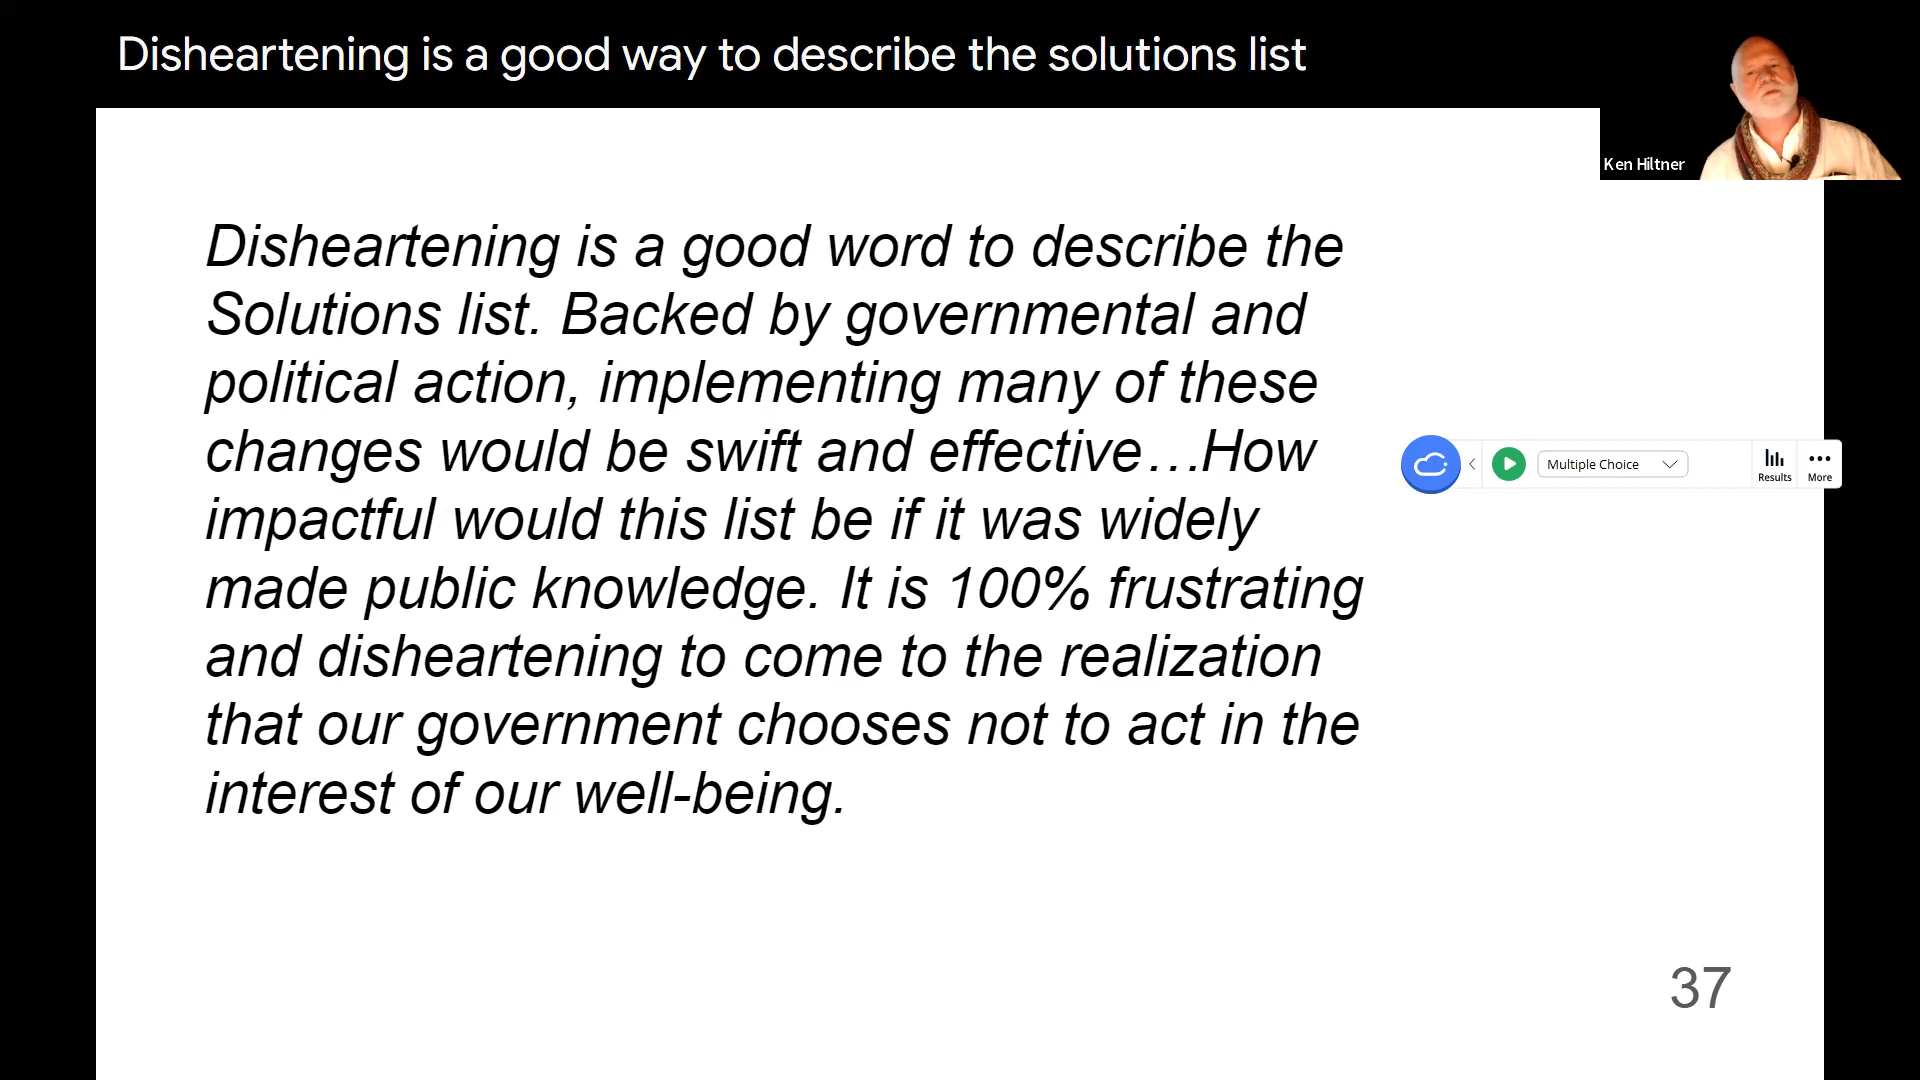 Disheartening is a good way to describe the solutions list
Ken Hiltner
Disheartening is a good word to describe the
Solutions list. Backed by governmental and
political action, implementing many of these
changes would be swift and effective…How
impactful would this list be if it was widely
made public knowledge. It is 100% frustrating
and disheartening to come to the realization
that our government chooses not to act in the
interest of our well-being.
Multiple Choice
Results
More
37